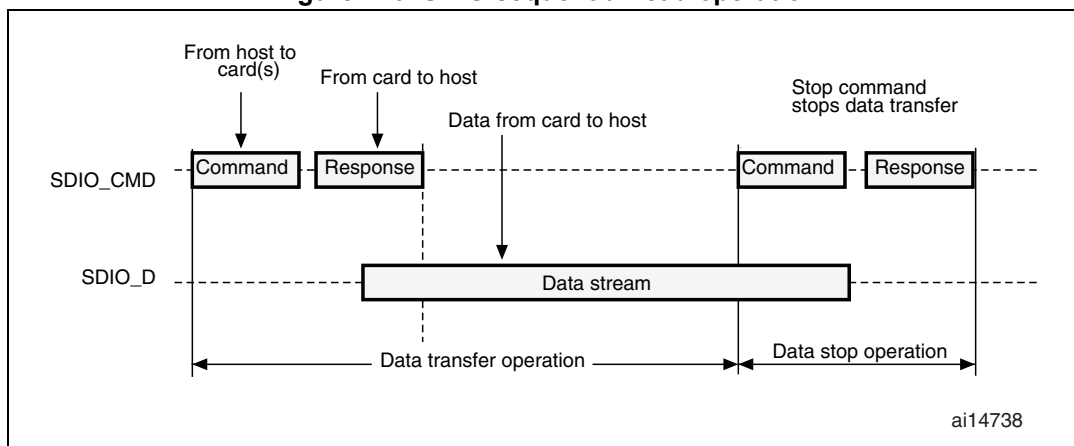 From host to
card(s)
From card to host
Data from card to host
Stop command
stops data transfer
SDIO_CMD
Command
Response
Command
Response
SDIO_D
Data stream
Data transfer operation
Data stop operation
ai14738